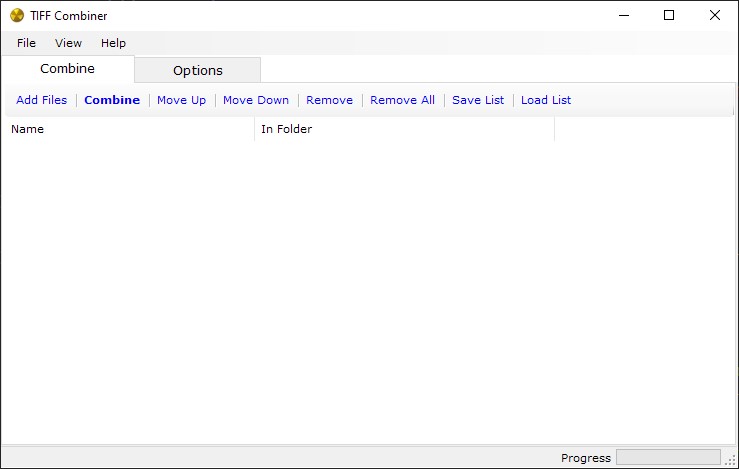 TIFF Combiner
File View Help
Combine Options
Add Files Combine Move Up Move Down Remove Remove All Save List Load List
Name In Folder
Progress